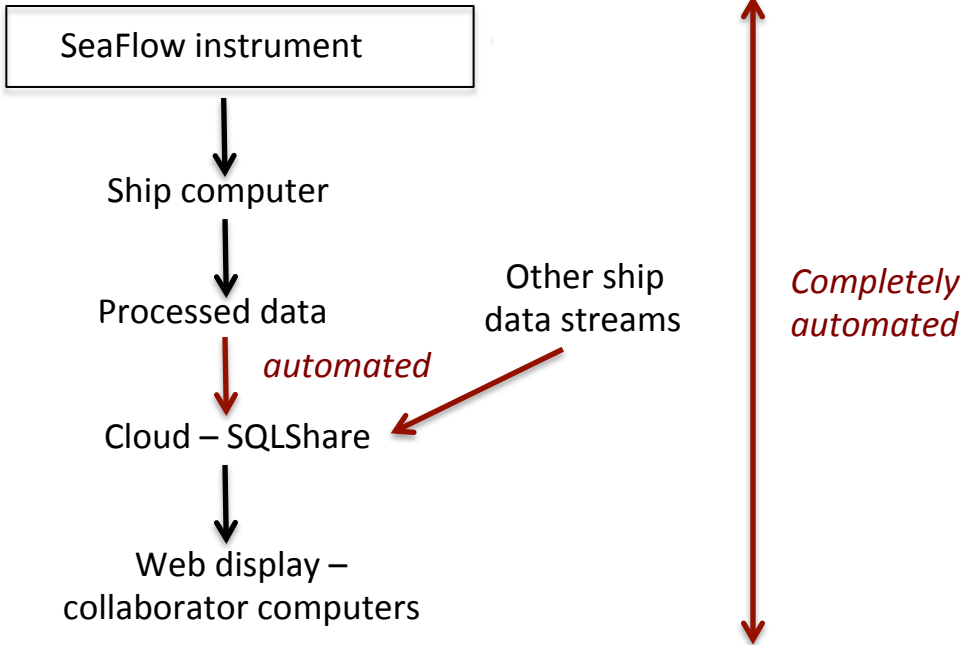 SeaFlow instrument
Ship computer
Processed data
automated
Other ship
data streams
Cloud – SQLShare
Web display –
collaborator computers
Completely
automated